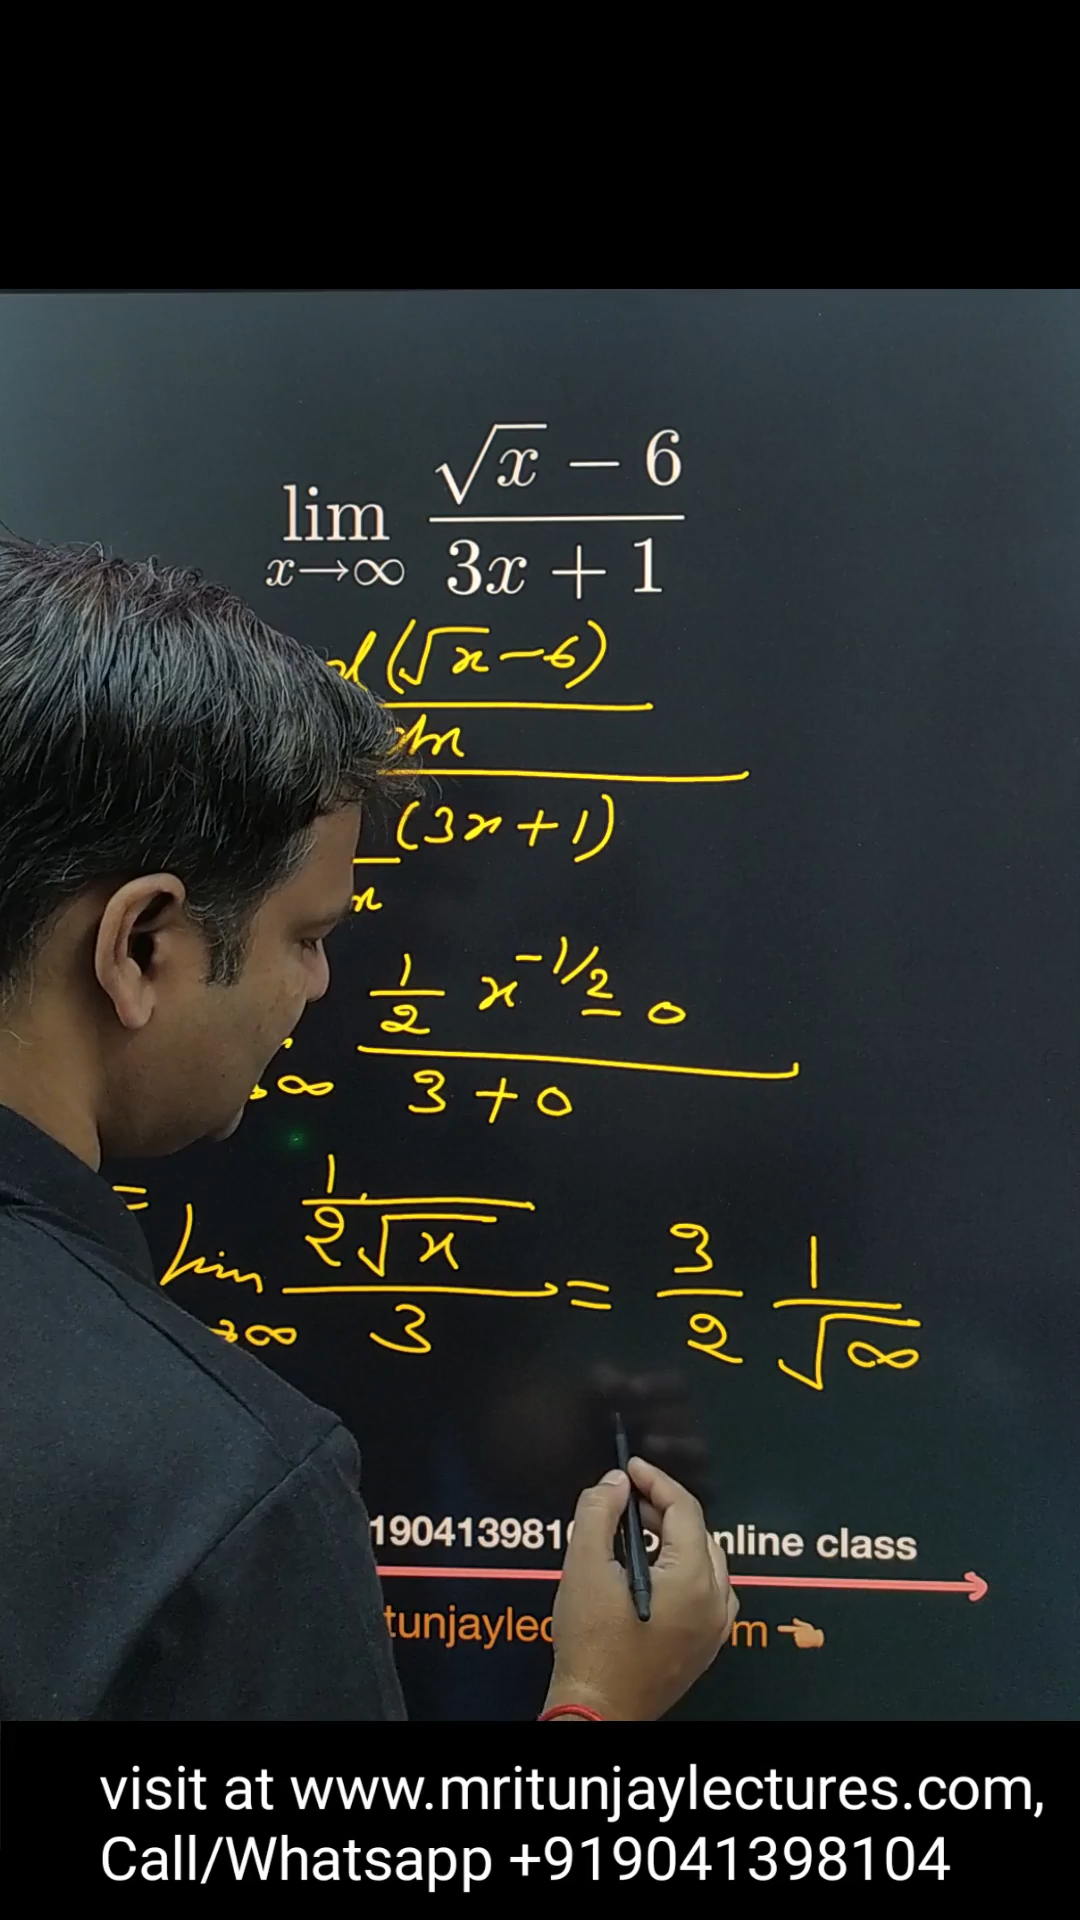 lim x→∞ (√x − 6)/(3x + 1)
d(√x − 6)
dx
(3x + 1)
x
1/2 x^(-1/2) − 0
∞ 3 + 0
= lim →∞ (1/(2√x))/3 = 3/2 1/√∞
190413981 nline class
tunjaylec m
visit at www.mritunjaylectures.com,
Call/Whatsapp +919041398104